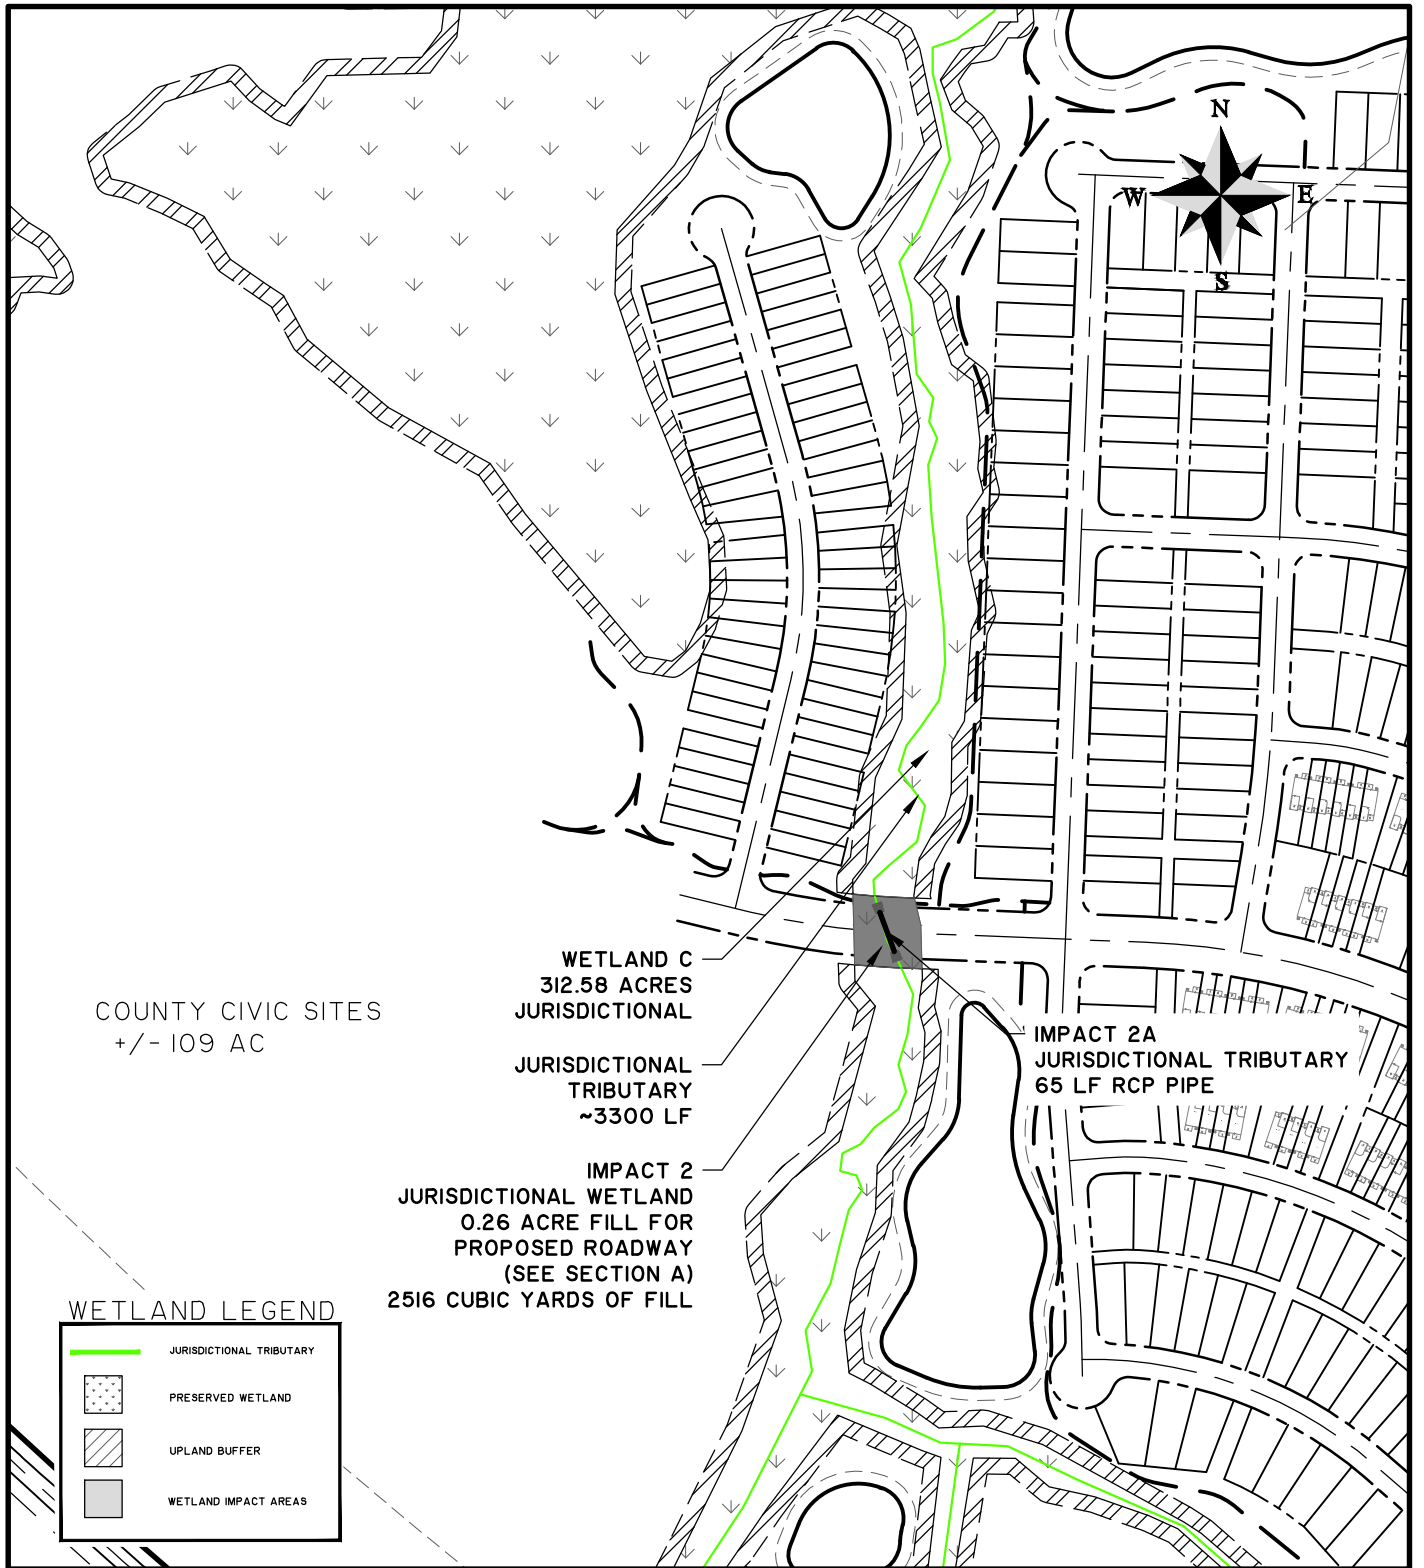 N
W
E
S
WETLAND C
312.58 ACRES
JURISDICTIONAL
COUNTY CIVIC SITES
+/- 109 AC
IMPACT 2A
JURISDICTIONAL TRIBUTARY
65 LF RCP PIPE
JURISDICTIONAL
TRIBUTARY
~3300 LF
IMPACT 2
JURISDICTIONAL WETLAND
0.26 ACRE FILL FOR
PROPOSED ROADWAY
(SEE SECTION A)
2516 CUBIC YARDS OF FILL
WETLAND LEGEND
JURISDICTIONAL TRIBUTARY
PRESERVED WETLAND
UPLAND BUFFER
WETLAND IMPACT AREAS